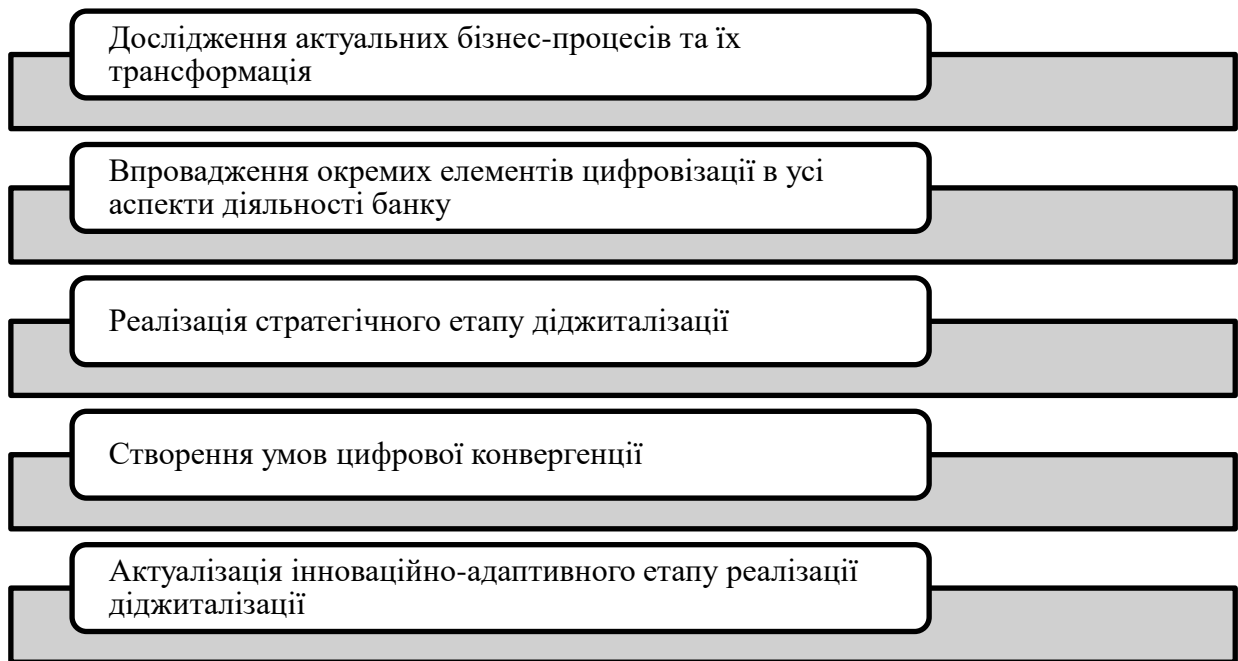 Дослідження актуальних бізнес-процесів та їх
трансформація
Впровадження окремих елементів цифровізації в усі
аспекти діяльності банку
Реалізація стратегічного етапу діджиталізації
Створення умов цифрової конвергенції
Актуалізація інноваційно-адаптивного етапу реалізації
діджиталізації